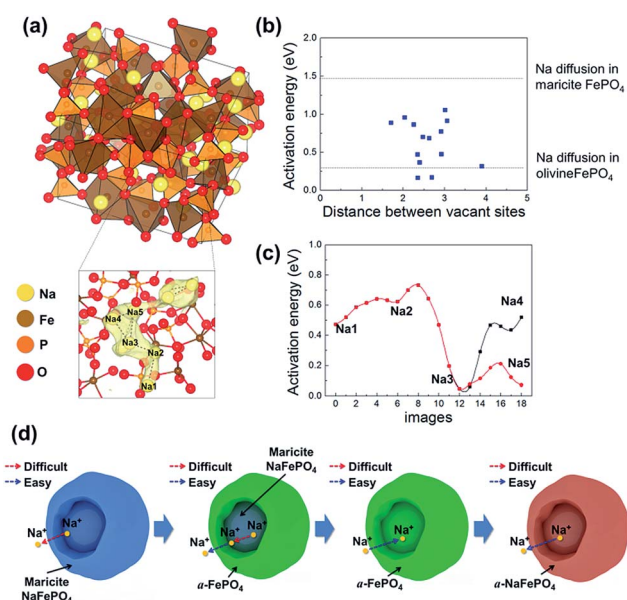 (a)
Na
Fe
P
O
Na4
Na5
Na3
Na2
Na1
(b)
Activation energy (eV)
2.0
1.5
1.0
0.5
0.0
0 1 2 3 4 5
Distance between vacant sites
Na diffusion in
maricite FePO4
Na diffusion in
olivineFePO4
(c)
Activation energy (eV)
1.0
0.8
0.6
0.4
0.2
0.0
0 2 4 6 8 10 12 14 16 18
images
Na1
Na2
Na3
Na4
Na5
(d)
Difficult
Easy
Na+
Na+
Maricite
NaFePO4
Difficult
Easy
Maricite
NaFePO4
Na+
Na+
Na+
a-FePO4
Difficult
Easy
Na+
Na+
a-FePO4
Difficult
Easy
Na+
Na+
a-NaFePO4